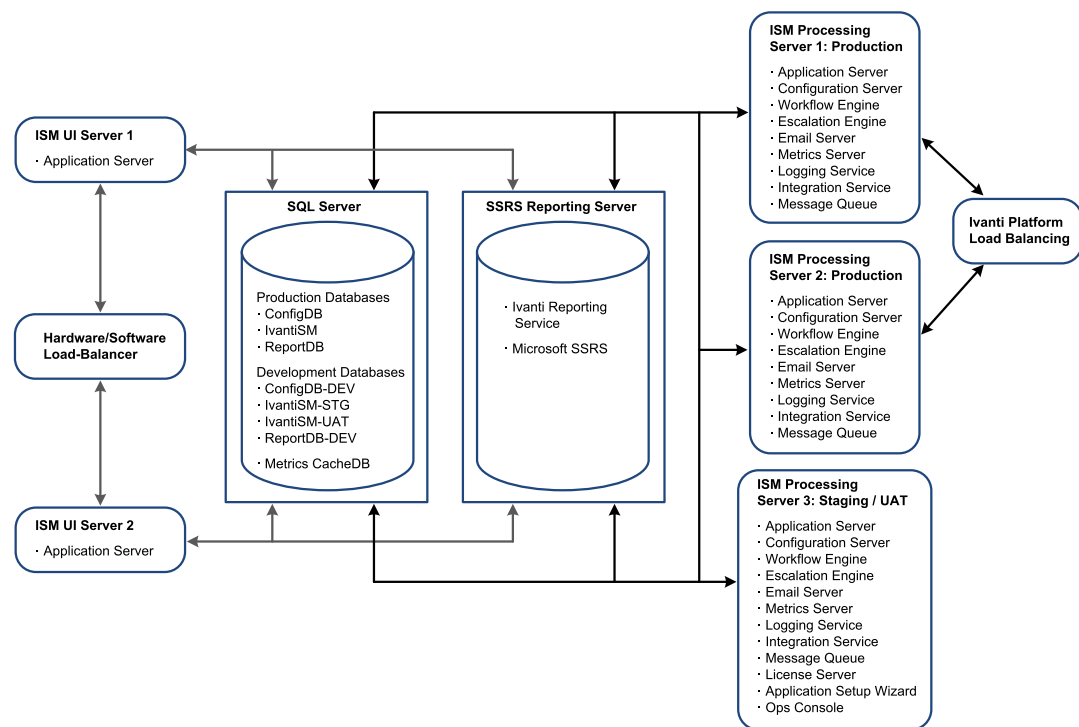 ISM UI Server 1
· Application Server
Hardware/Software
Load-Balancer
ISM UI Server 2
· Application Server
SQL Server
Production Databases
· ConfigDB
· IvantiSM
· ReportDB
Development Databases
· ConfigDB-DEV
· IvantiSM-STG
· IvantiSM-UAT
· ReportDB-DEV
· Metrics CacheDB
SSRS Reporting Server
· Ivanti Reporting
Service
· Microsoft SSRS
ISM Processing
Server 1: Production
· Application Server
· Configuration Server
· Workflow Engine
· Escalation Engine
· Email Server
· Metrics Server
· Logging Service
· Integration Service
· Message Queue
ISM Processing
Server 2: Production
· Application Server
· Configuration Server
· Workflow Engine
· Escalation Engine
· Email Server
· Metrics Server
· Logging Service
· Integration Service
· Message Queue
ISM Processing
Server 3: Staging / UAT
· Application Server
· Configuration Server
· Workflow Engine
· Escalation Engine
· Email Server
· Metrics Server
· Logging Service
· Integration Service
· Message Queue
· License Server
· Application Setup Wizard
· Ops Console
Ivanti Platform
Load Balancing